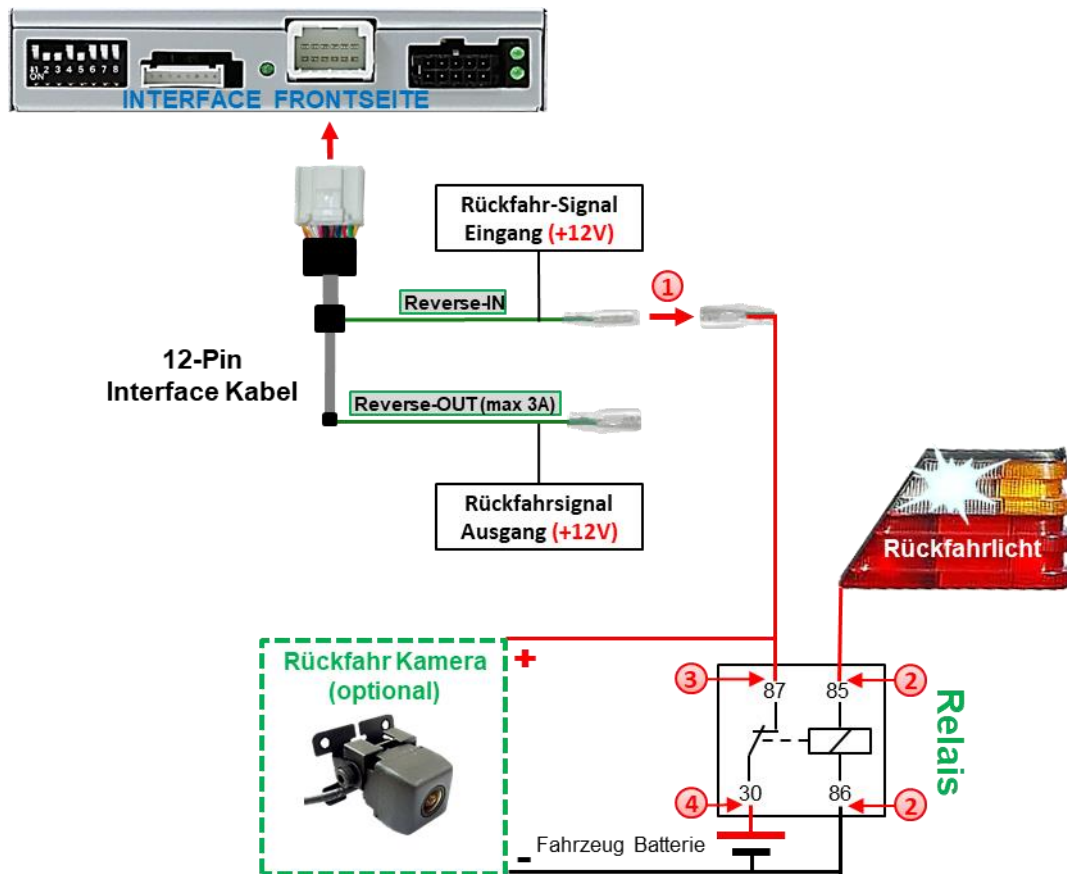 #1 2 3 4 5 6 7 8
ON
INTERFACE FRONTSEITE
Rückfahr-Signal
Eingang (+12V)
Reverse-IN
1
12-Pin
Interface Kabel
Reverse-OUT (max 3A)
Rückfahrsignal
Ausgang (+12V)
Rückfahrlicht
Rückfahr Kamera
(optional)
+
3
87
85
2
Relais
30
86
4
2
Fahrzeug Batterie
-